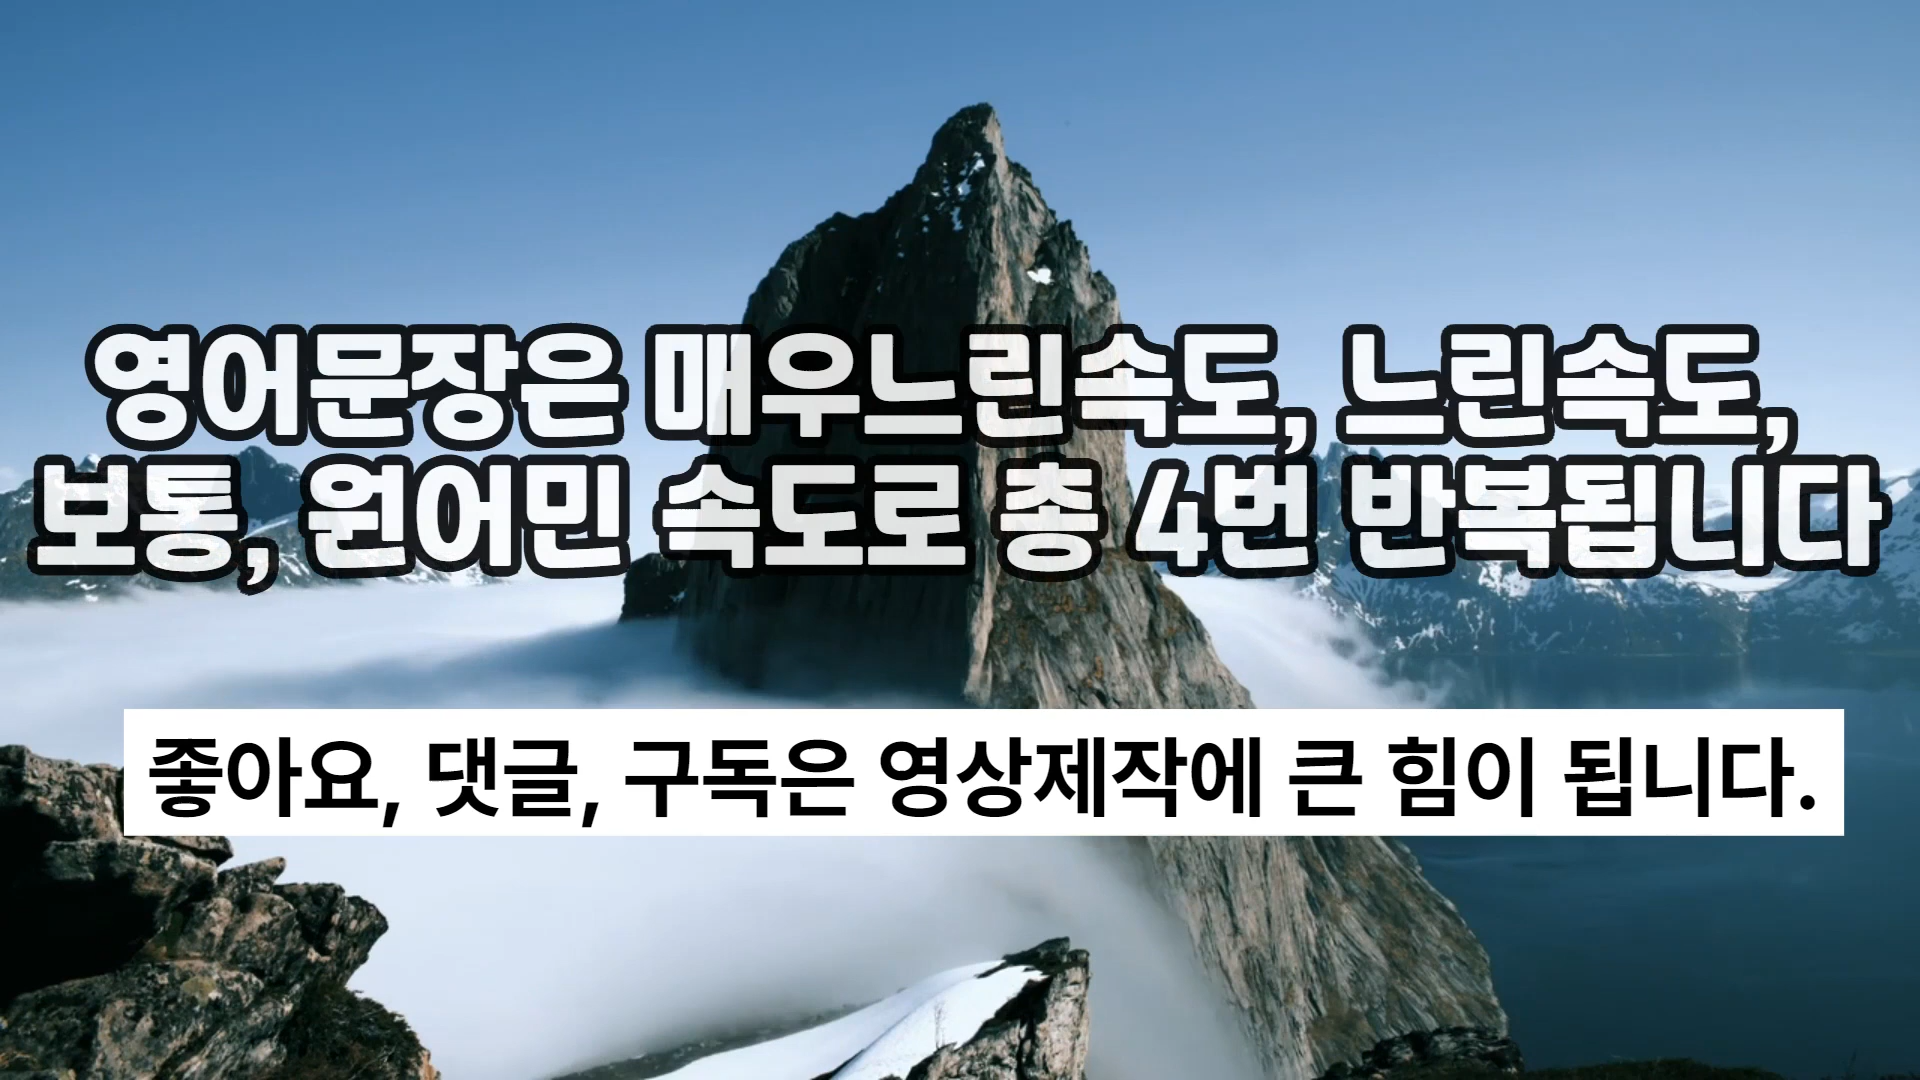 영어문장은 매우느린속도, 느린속도,
보통, 원어민 속도로 총 4번 반복됩니다
좋아요, 댓글, 구독은 영상제작에 큰 힘이 됩니다.